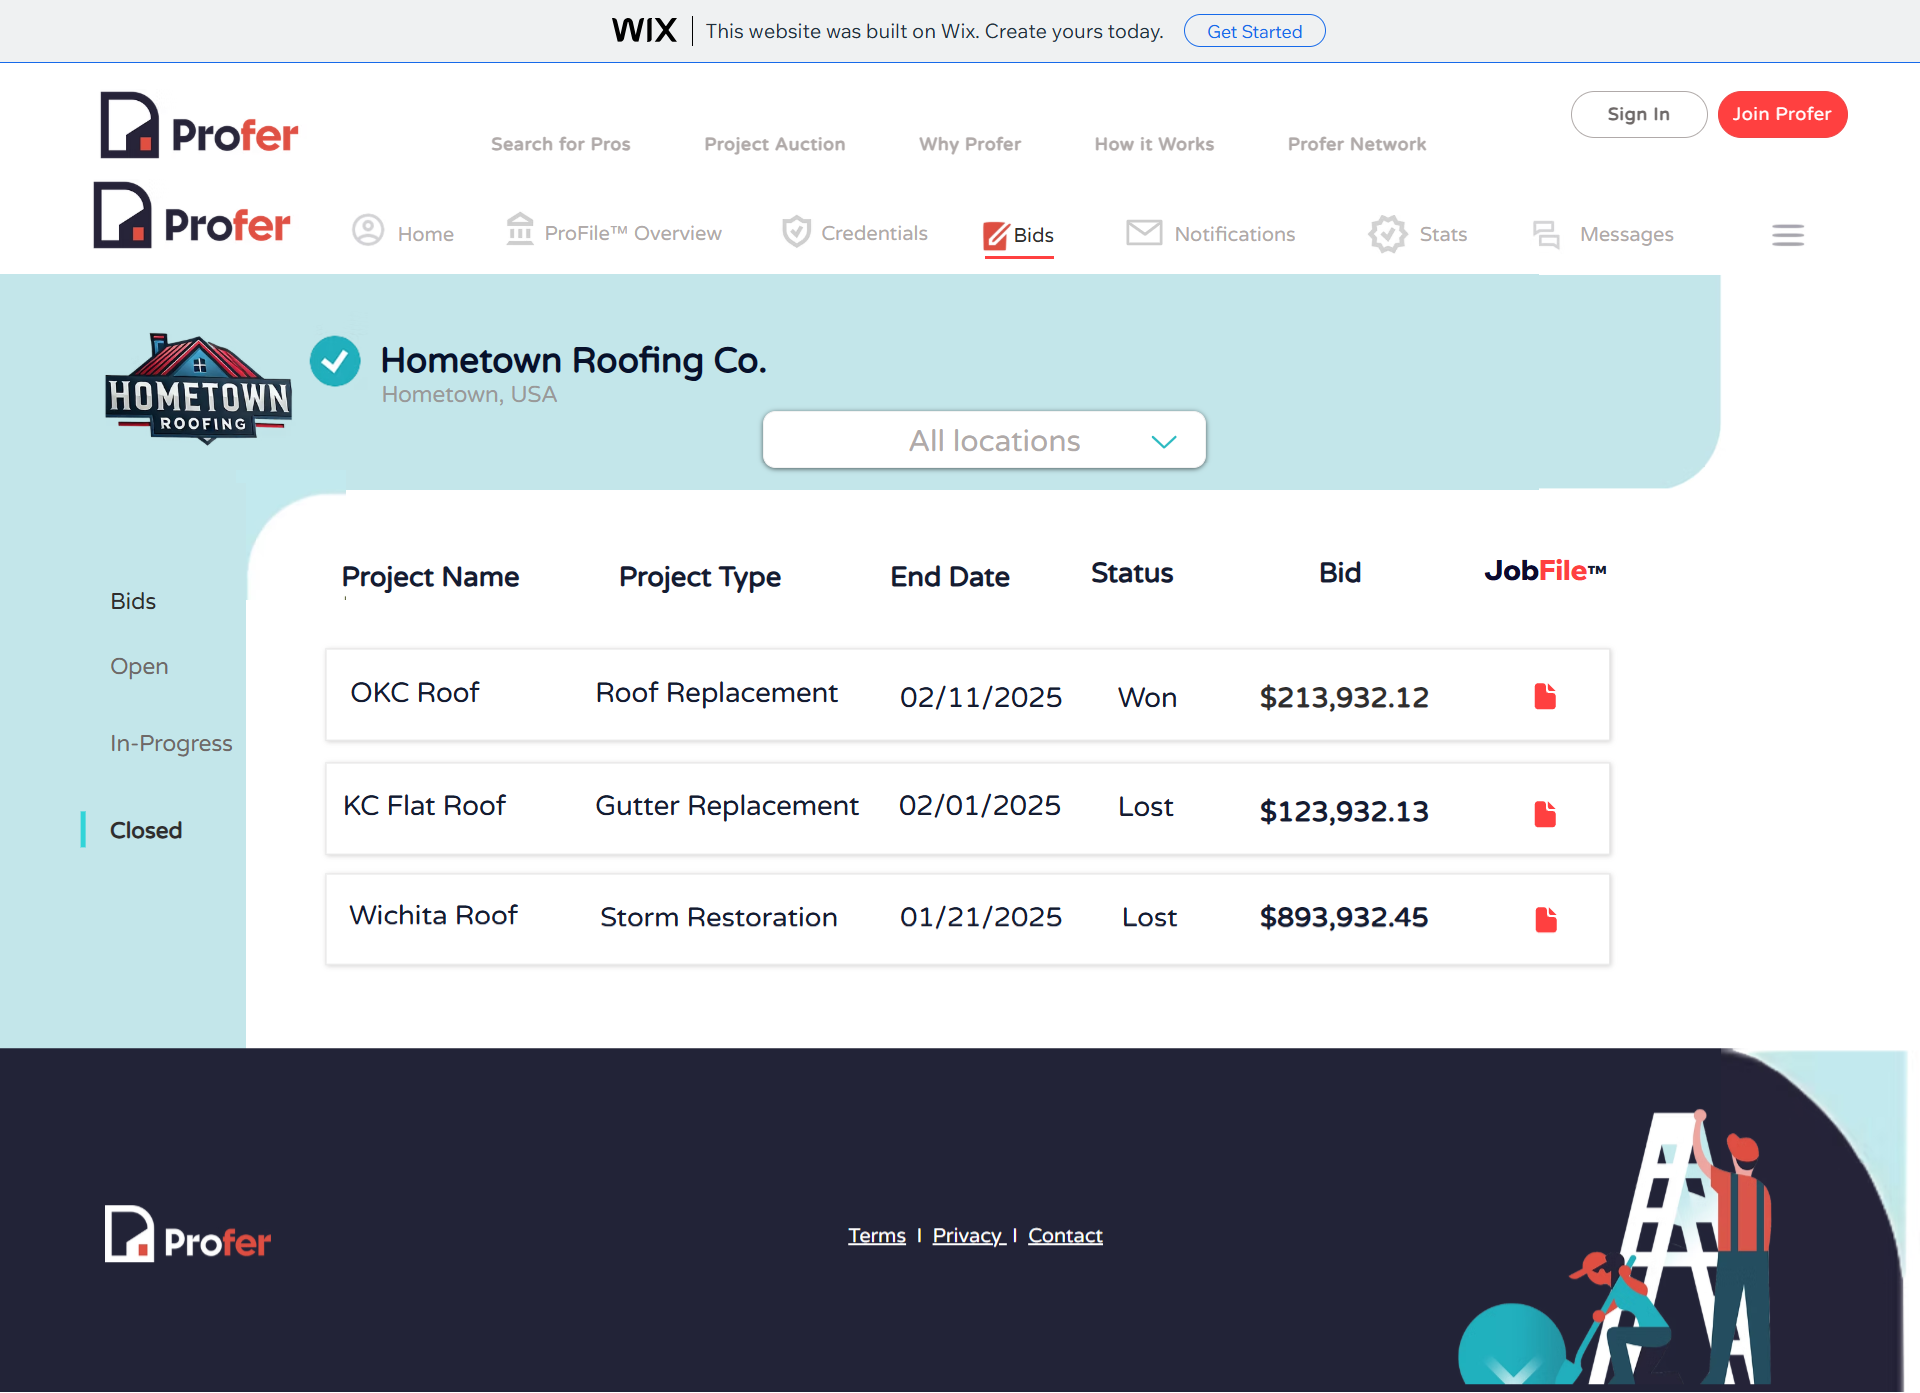 WIX | This website was built on Wix. Create yours today. Get Started
Profer
Search for Pros Project Auction Why Profer How it Works Profer Network
Sign In Join Profer
Profer
Home ProFile™ Overview Credentials Bids Notifications Stats Messages
HOMETOWN
ROOFING
Hometown Roofing Co.
Hometown, USA
All locations
Bids
Open
In-Progress
Closed
Project Name Project Type End Date Status Bid JobFile™
OKC Roof Roof Replacement 02/11/2025 Won $213,932.12
KC Flat Roof Gutter Replacement 02/01/2025 Lost $123,932.13
Wichita Roof Storm Restoration 01/21/2025 Lost $893,932.45
Profer
Terms | Privacy | Contact